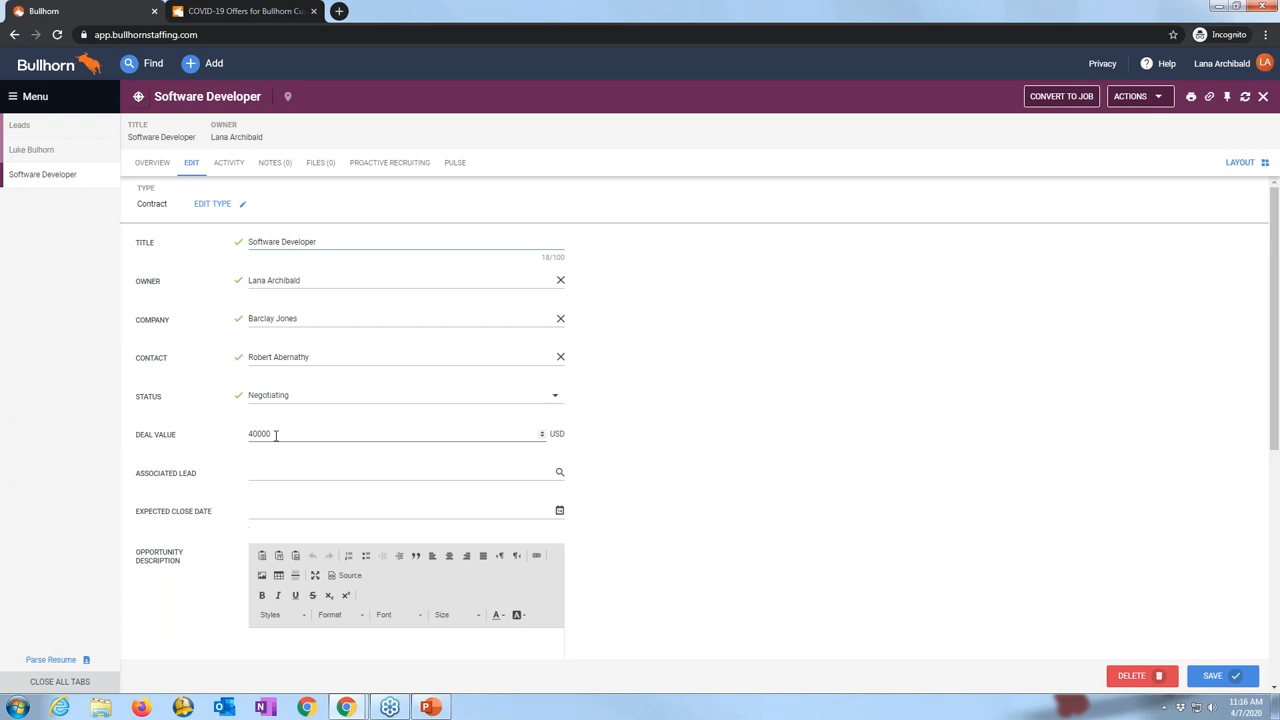 Bullhorn
COVID-19 Offers for Bullhorn Cu
app.bullhornstaffing.com
Incognito
Bullhorn
Find
Add
Privacy
Help
Lana Archibald
LA
Menu
Software Developer
CONVERT TO JOB
ACTIONS
Leads
Luke Bulhorn
Software Developer
TITLE
OWNER
Software Developer
Lana Archibald
OVERVIEW
EDIT
ACTIVITY
NOTES (0)
FILES (0)
PROACTIVE RECRUITING
PULSE
LAYOUT
TYPE
Contract
EDIT TYPE
TITLE
Software Developer
18/100
OWNER
Lana Archibald
COMPANY
Barclay Jones
CONTACT
Robert Abernathy
STATUS
Negotiating
DEAL VALUE
40000
USD
ASSOCIATED LEAD
EXPECTED CLOSE DATE
OPPORTUNITY
DESCRIPTION
Source
Styles
Format
Font
Size
Parse Resume
CLOSE ALL TABS
DELETE
SAVE
11:16 AM
4/7/2020